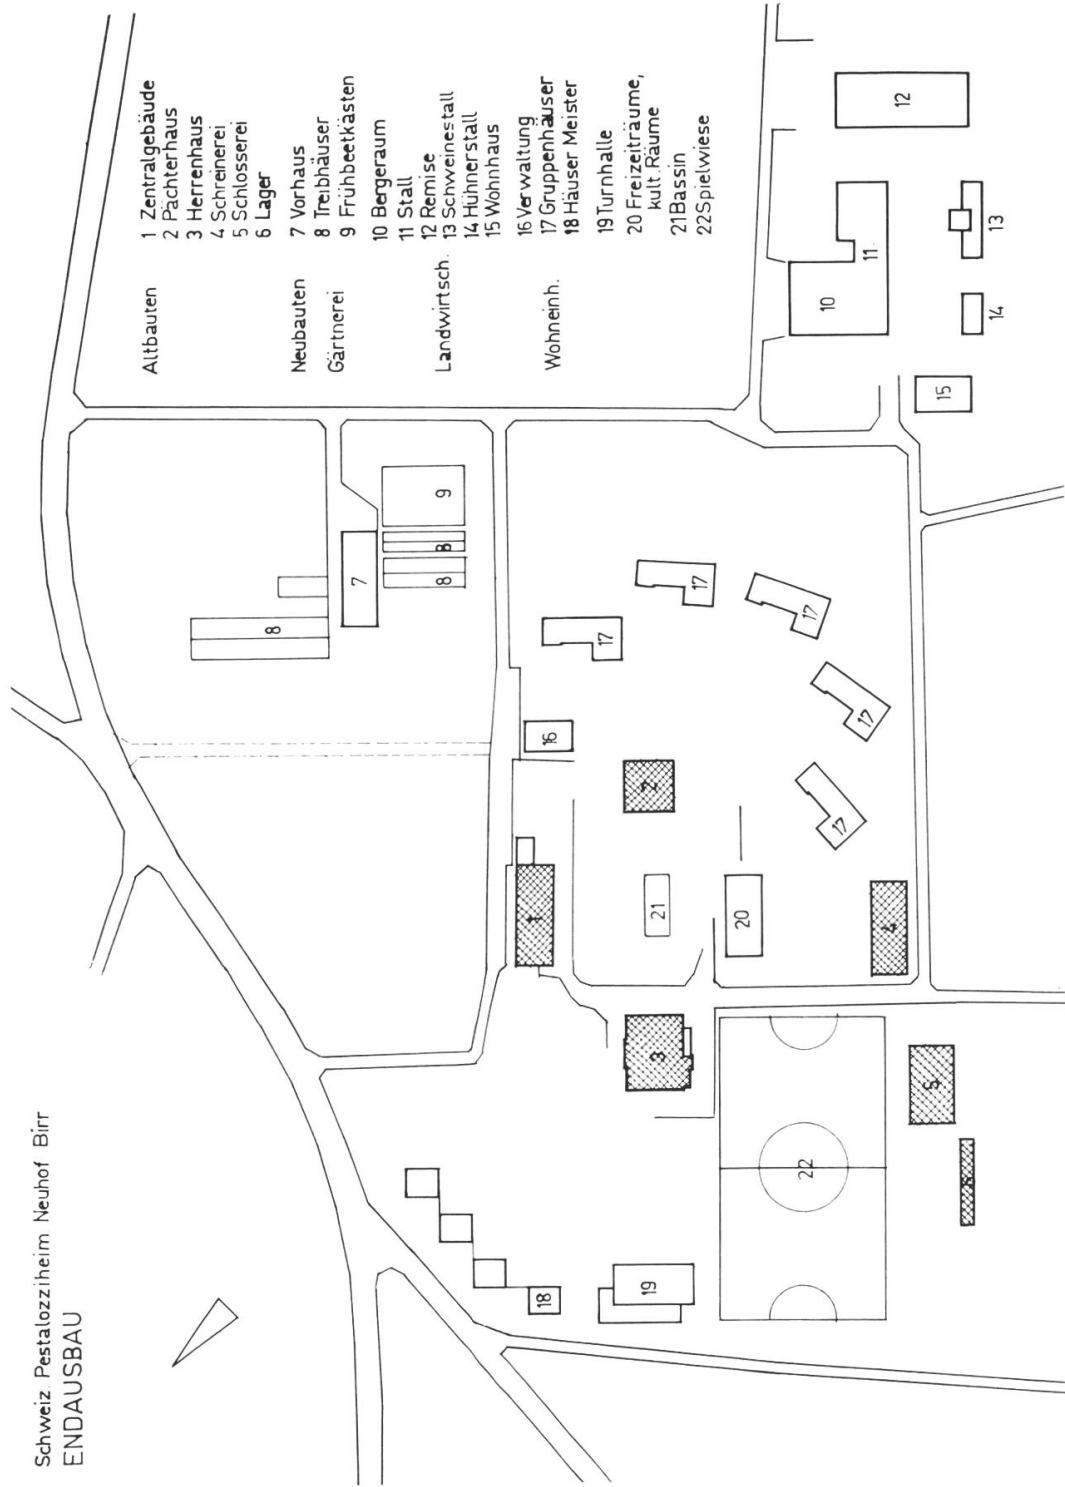 Schweiz. Pestalozziheim Neuhof Birr
ENDAUSBAU
Altbauten
1 Zentralgebäude
2 Pächterhaus
3 Herrenhaus
4 Schreinerei
5 Schlosserei
6 Lager
Neubauten
Gärtnerei
7 Vorhaus
8 Treibhäuser
9 Frühbeetkästen
Landwirtsch.
10 Bergeraum
11 Stall
12 Remise
13 Schweinestall
14 Hühnerstall
15 Wohnhaus
Wohneinh.
16 Verwaltung
17 Gruppenhäuser
18 Häuser Meister
19 Turnhalle
20 Freizeiträume,
kult. Räume
21 Bassin
22 Spielwiese
8
7
8
8
9
16
17
17
17
17
17
1
2
21
20
4
3
22
5
6
18
19
10
11
12
13
14
15